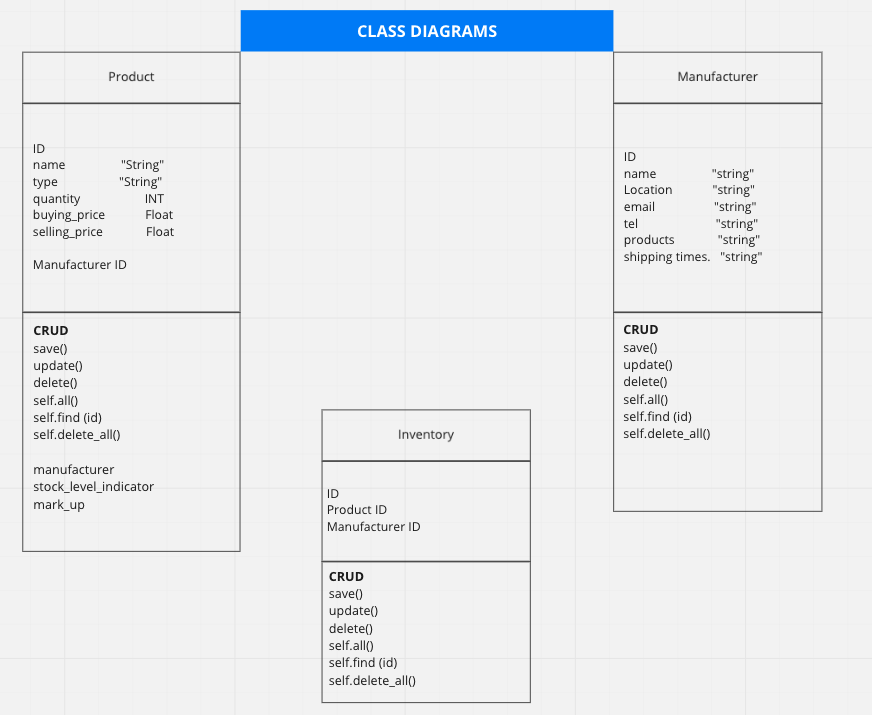 CLASS DIAGRAMS
Product
ID
name "String"
type "String"
quantity INT
buying_price Float
selling_price Float
Manufacturer ID
CRUD
save()
update()
delete()
self.all()
self.find (id)
self.delete_all()
manufacturer
stock_level_indicator
mark_up
Inventory
ID
Product ID
Manufacturer ID
CRUD
save()
update()
delete()
self.all()
self.find (id)
self.delete_all()
Manufacturer
ID
name "string"
Location "string"
email "string"
tel "string"
products "string"
shipping times. "string"
CRUD
save()
update()
delete()
self.all()
self.find (id)
self.delete_all()